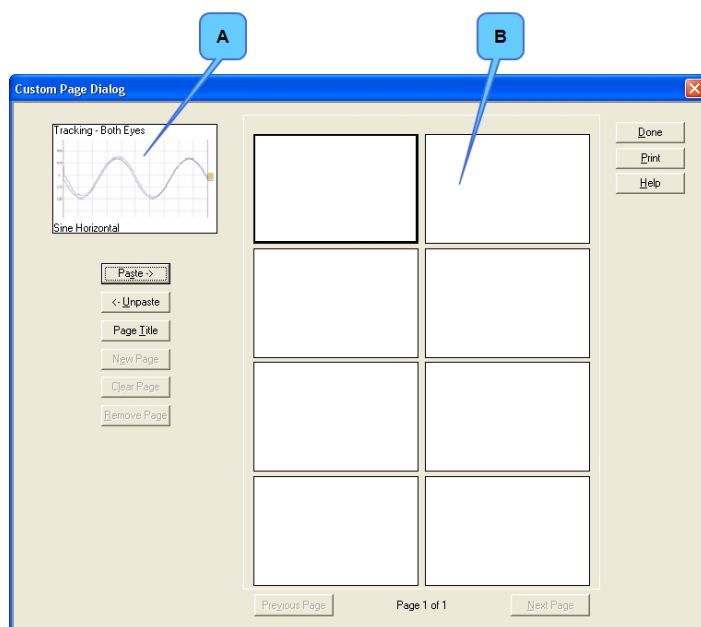 A
B
Custom Page Dialog
Tracking - Both Eyes
Sine Horizontal
Paste ->
<- Unpaste
Page Title
New Page
Clear Page
Remove Page
Done
Print
Help
Previous Page
Page 1 of 1
Next Page